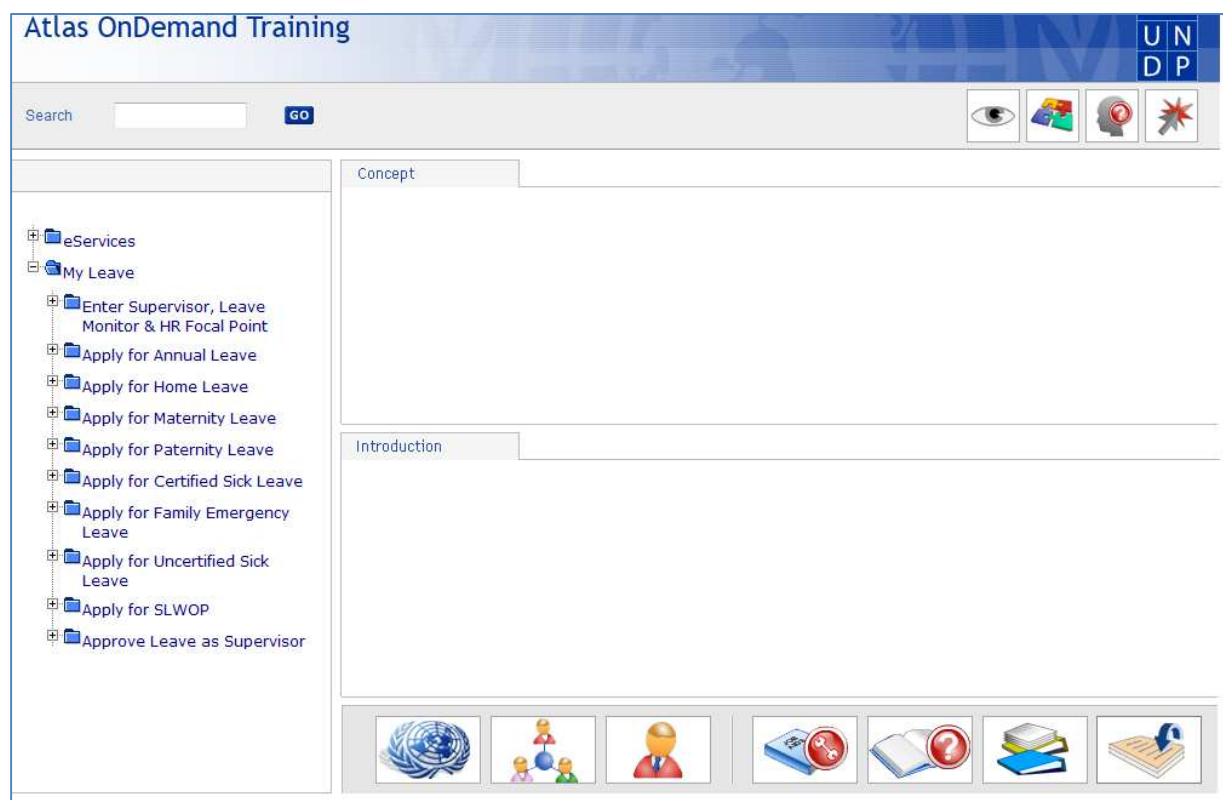 Atlas OnDemand Training
U N
D P
Search
GO
Concept
eServices
My Leave
Enter Supervisor, Leave
Monitor & HR Focal Point
Apply for Annual Leave
Apply for Home Leave
Apply for Maternity Leave
Apply for Paternity Leave
Apply for Certified Sick Leave
Apply for Family Emergency
Leave
Apply for Uncertified Sick
Leave
Apply for SLWOP
Approve Leave as Supervisor
Introduction